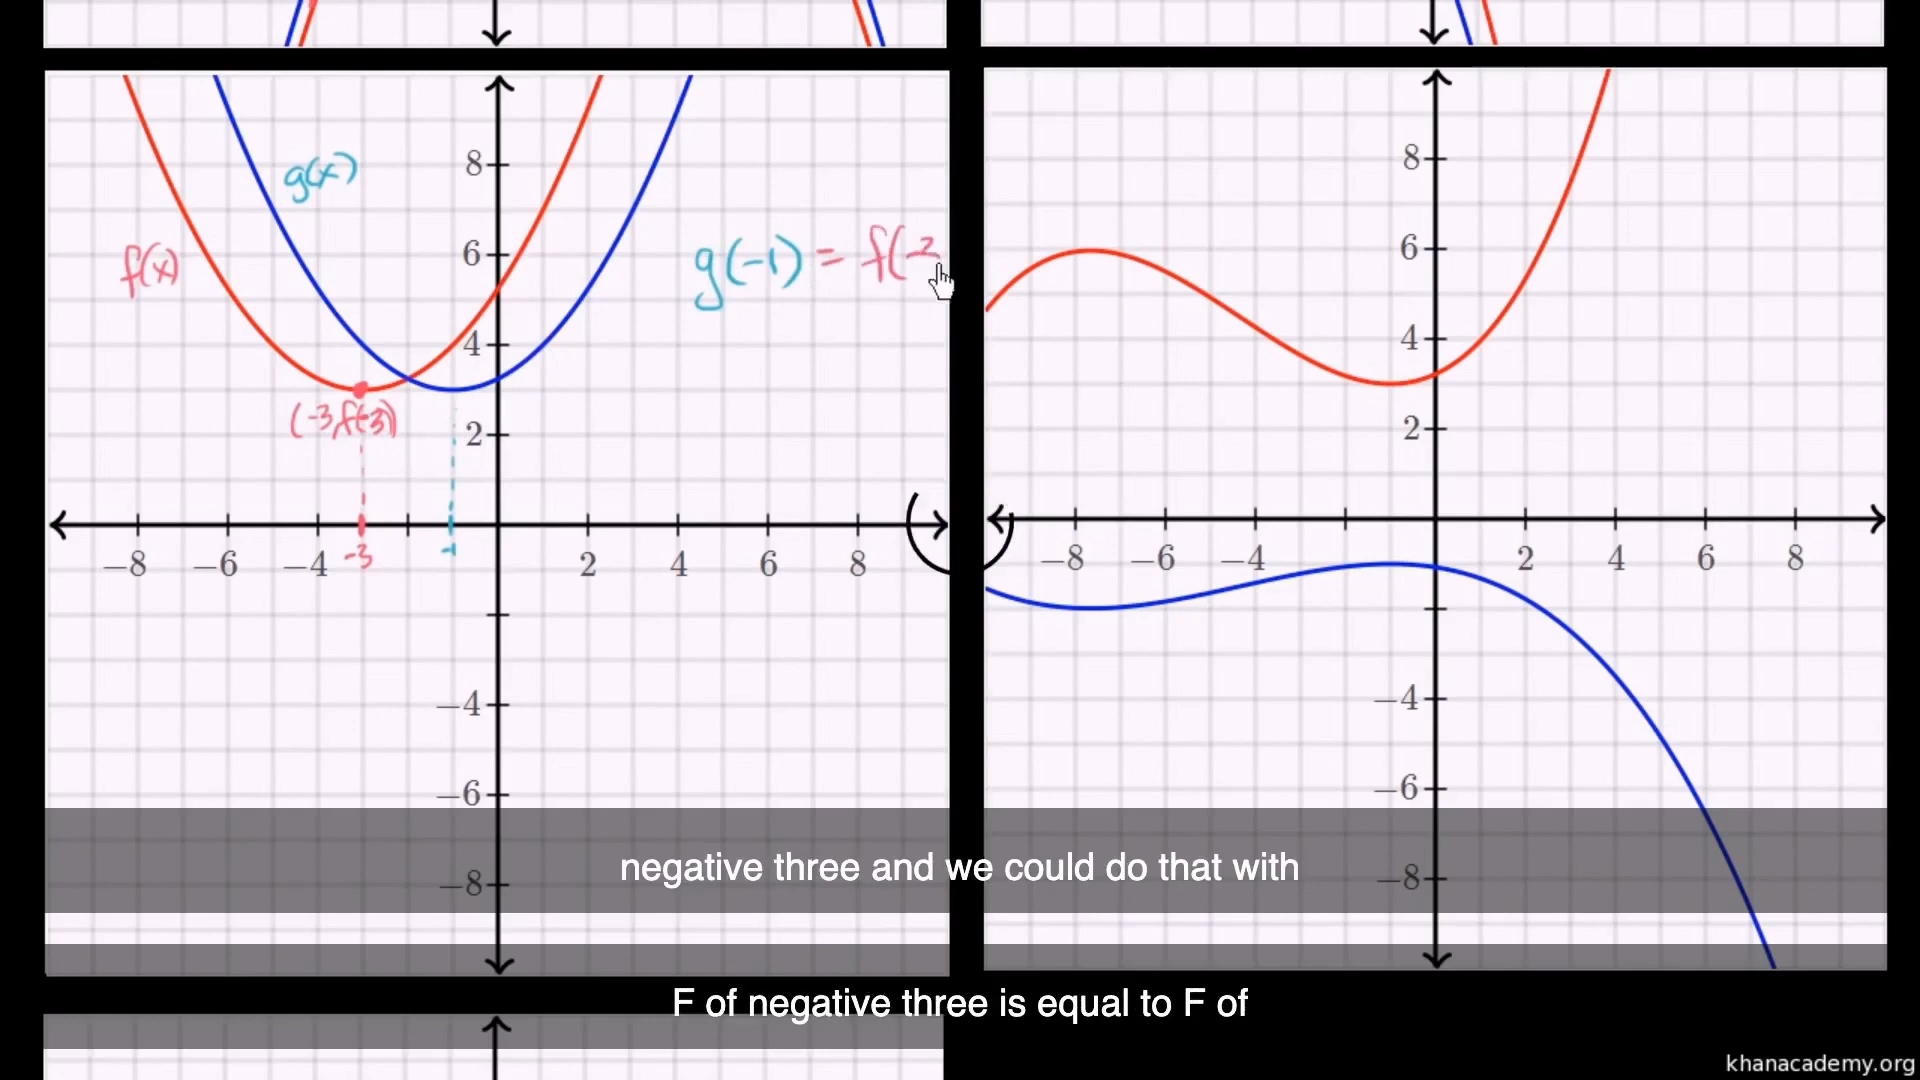 g(x)
f(x)
g(-1) = f(-
(-3, f(-3))
-3
-1
8
6
4
2
−8 −6 −4 2 4 6 8
−4
−6
−8
8
6
4
2
−8 −6 −4 2 4 6 8
−4
−6
−8
negative three and we could do that with
F of negative three is equal to F of
khanacademy.org